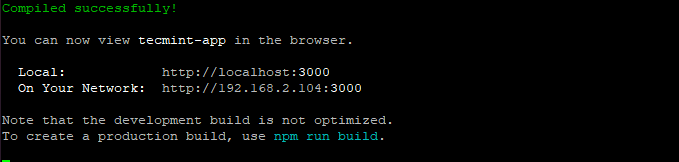 Compiled successfully!
You can now view tecmint-app in the browser.
Local: http://localhost:3000
On Your Network: http://192.168.2.104:3000
Note that the development build is not optimized.
To create a production build, use npm run build.